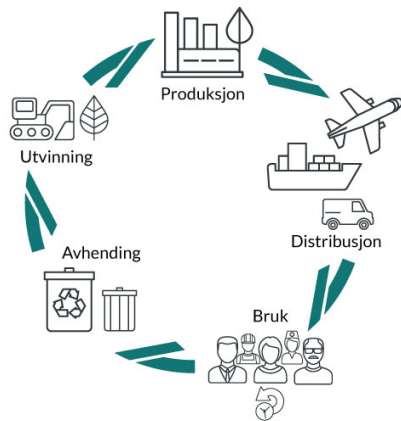 Produksjon
Utvinning
Distribusjon
Avhending
Bruk